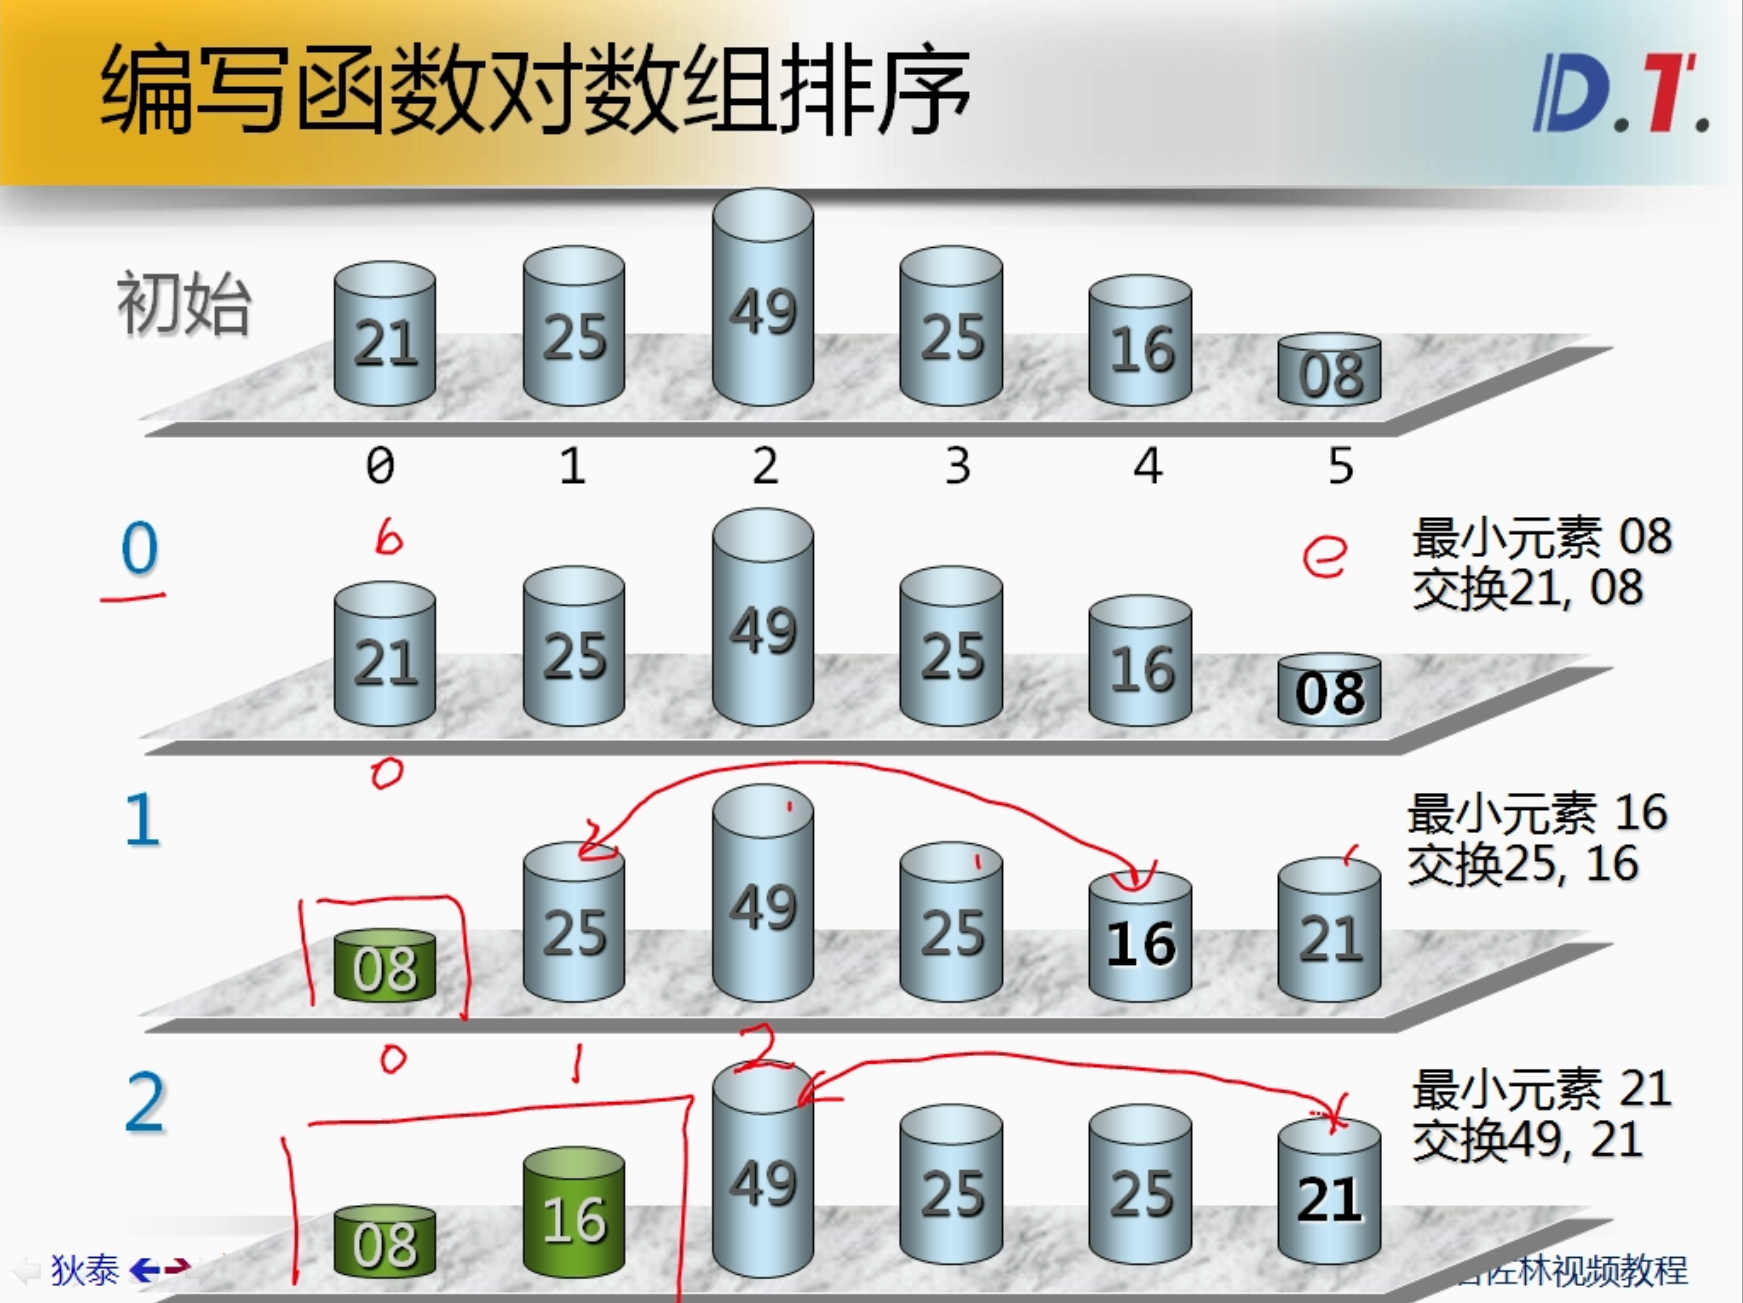 编写函数对数组排序
D.T.
初始
21 25 49 25 16 08
0 1 2 3 4 5
0 b e 最小元素 08
交换21, 08
21 25 49 25 16 08
0
1 最小元素 16
交换25, 16
08 25 49 25 16 21
0 1 2
2 最小元素 21
交换49, 21
08 16 49 25 25 21
狄泰 佐林视频教程